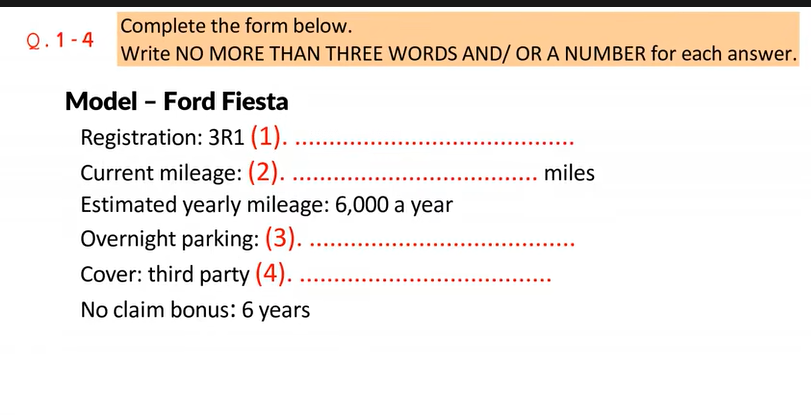 Q.1-4
Complete the form below.
Write NO MORE THAN THREE WORDS AND/ OR A NUMBER for each answer.
Model – Ford Fiesta
Registration: 3R1 (1). ........................................
Current mileage: (2). ................................... miles
Estimated yearly mileage: 6,000 a year
Overnight parking: (3). ......................................
Cover: third party (4). ....................................
No claim bonus: 6 years